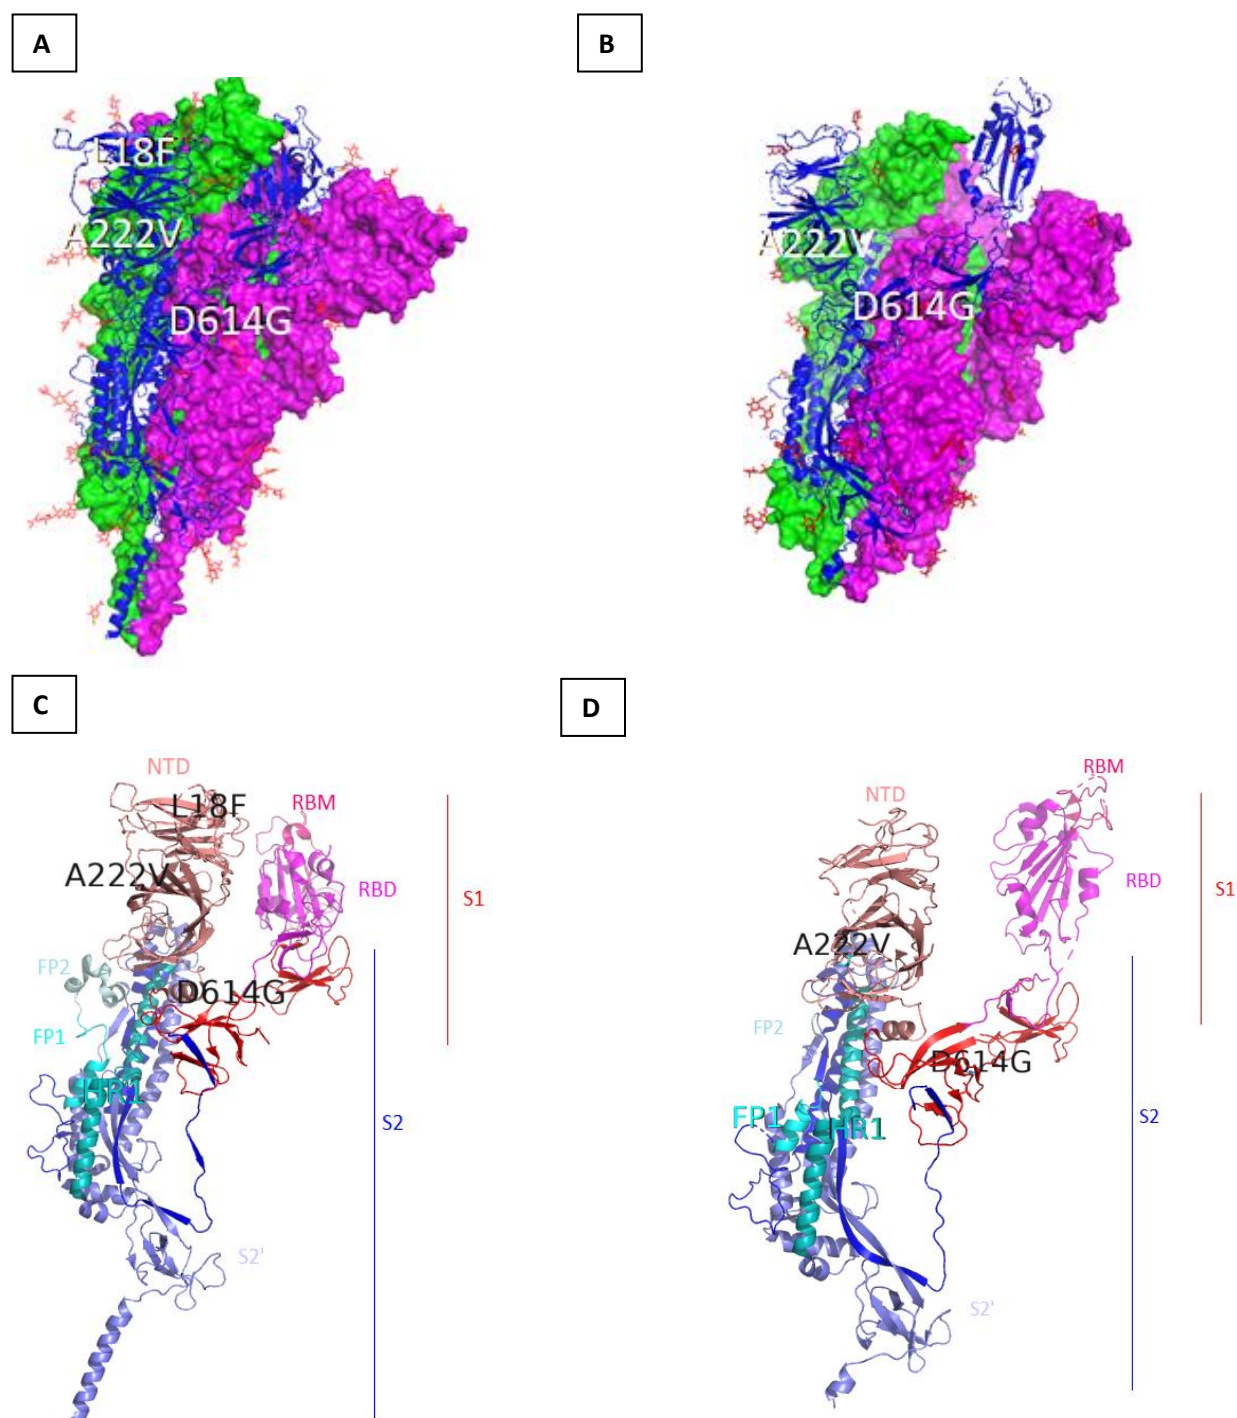 A
B
L18F
A222V
D614G
A222V
D614G
C
D
NTD
L18F
RBM
A222V
RBD
S1
FP2
D614G
FP1
HR1
S2
S2'
RBM
NTD
RBD
S1
A222V
FP2
D614G
FP1
HR1
S2
S2'